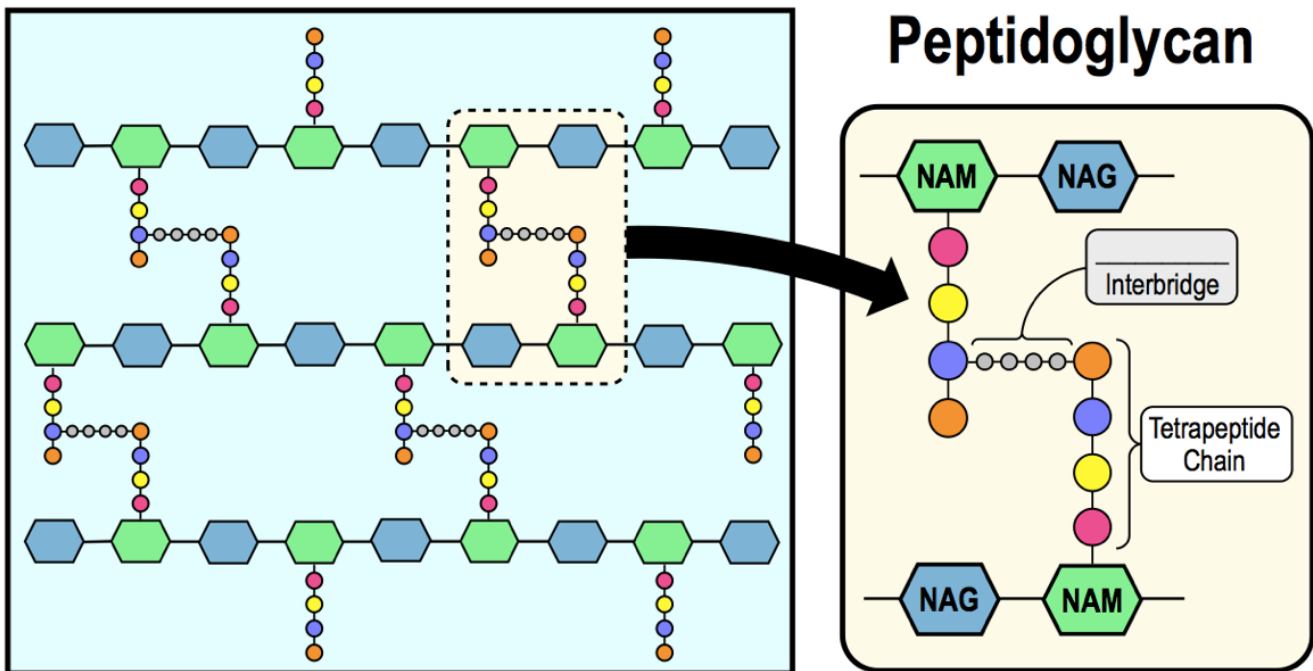 Peptidoglycan
NAM
NAG
Interbridge
Tetrapeptide
Chain
NAG
NAM